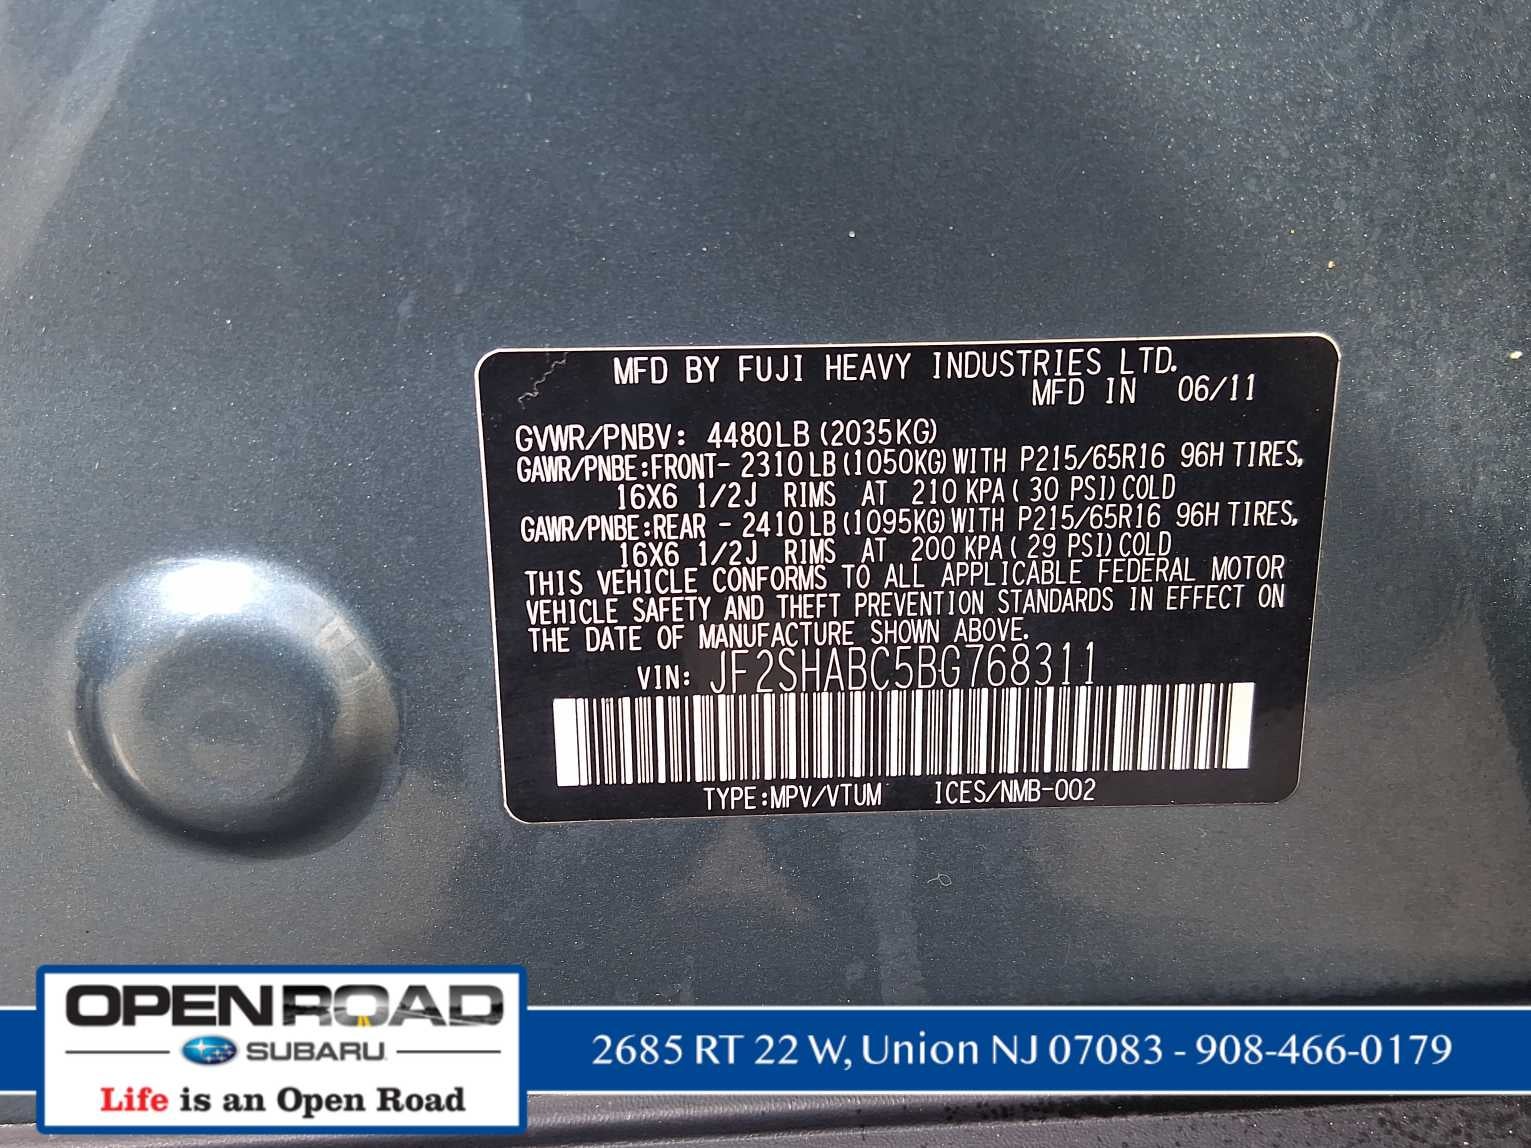 MFD BY FUJI HEAVY INDUSTRIES LTD.
MFD IN 06/11
GVWR/PNBV: 4480LB (2035KG)
GAWR/PNBE:FRONT- 2310LB (1050KG) WITH P215/65R16 96H TIRES,
16X6 1/2J RIMS AT 210 KPA ( 30 PSI) COLD
GAWR/PNBE:REAR - 2410LB (1095KG) WITH P215/65R16 96H TIRES,
16X6 1/2J RIMS AT 200 KPA ( 29 PSI) COLD
THIS VEHICLE CONFORMS TO ALL APPLICABLE FEDERAL MOTOR
VEHICLE SAFETY AND THEFT PREVENTION STANDARDS IN EFFECT ON
THE DATE OF MANUFACTURE SHOWN ABOVE.
VIN: JF2SHABC5BG768311
TYPE:MPV/VTUM ICES/NMB-002
OPEN ROAD
SUBARU
Life is an Open Road
2685 RT 22 W, Union NJ 07083 - 908-466-0179